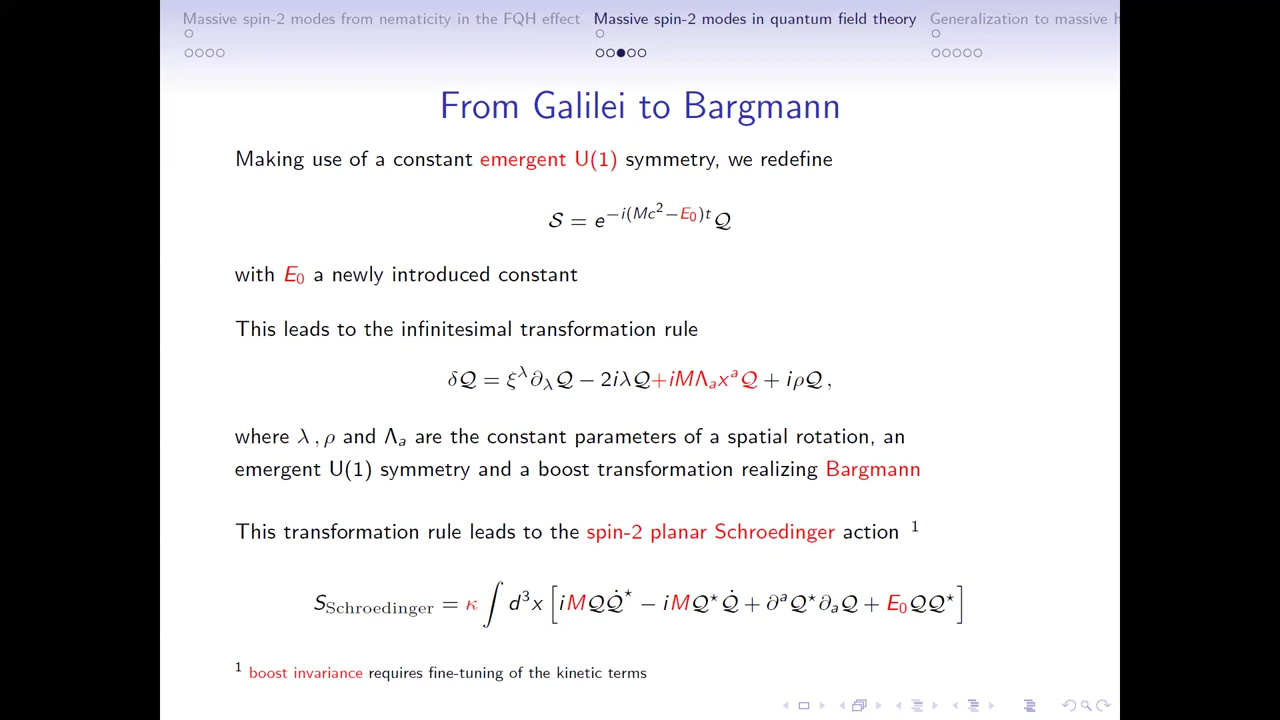 Massive spin-2 modes from nematicity in the FQH effect Massive spin-2 modes in quantum field theory Generalization to massive h
From Galilei to Bargmann
Making use of a constant emergent U(1) symmetry, we redefine
𝒮 = e^{−i(Mc²−E₀)t} 𝒬
with E₀ a newly introduced constant
This leads to the infinitesimal transformation rule
δ𝒬 = ξ^λ ∂_λ 𝒬 − 2iλ𝒬 +iMΛₐxᵃ𝒬 + iρ𝒬 ,
where λ , ρ and Λₐ are the constant parameters of a spatial rotation, an
emergent U(1) symmetry and a boost transformation realizing Bargmann
This transformation rule leads to the spin-2 planar Schroedinger action ¹
S_Schroedinger = κ ∫ d³x [iM𝒬𝒬̇⋆ − iM𝒬⋆𝒬̇ + ∂ᵃ𝒬⋆∂ₐ𝒬 + E₀𝒬𝒬⋆]
¹ boost invariance requires fine-tuning of the kinetic terms